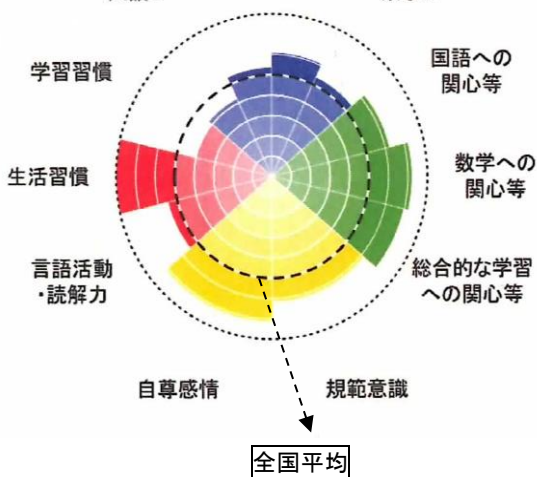 国語への
関心等
学習習慣
数学への
関心等
生活習慣
総合的な学習
への関心等
言語活動
・読解力
自尊感情
規範意識
全国平均